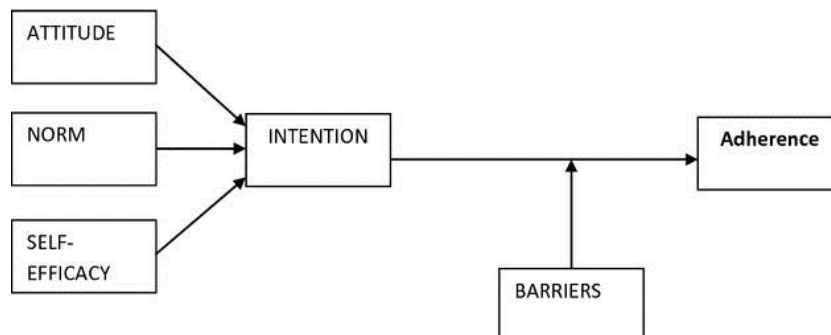 ATTITUDE
NORM
INTENTION
Adherence
SELF-
EFFICACY
BARRIERS